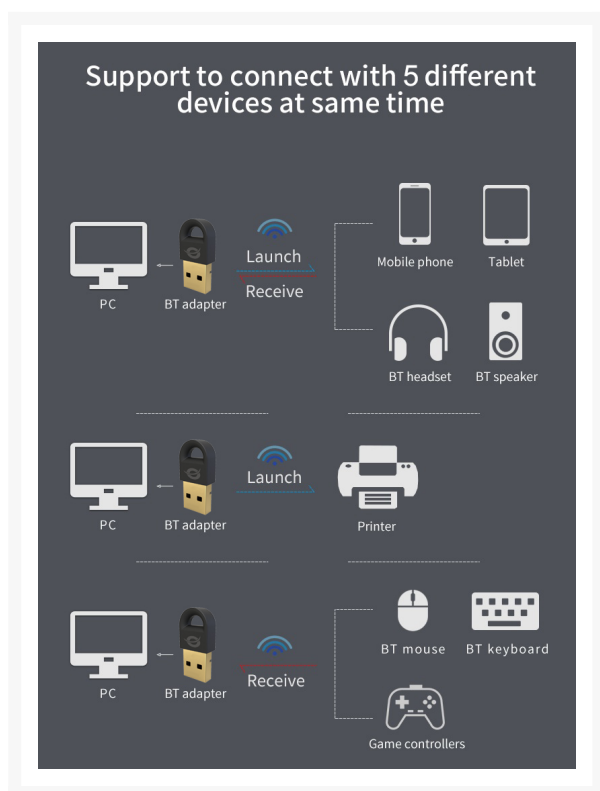 Support to connect with 5 different
devices at same time
Mobile phone
Tablet
Launch
Receive
PC
BT adapter
BT headset
BT speaker
Launch
PC
BT adapter
Printer
BT mouse
BT keyboard
Receive
PC
BT adapter
Game controllers